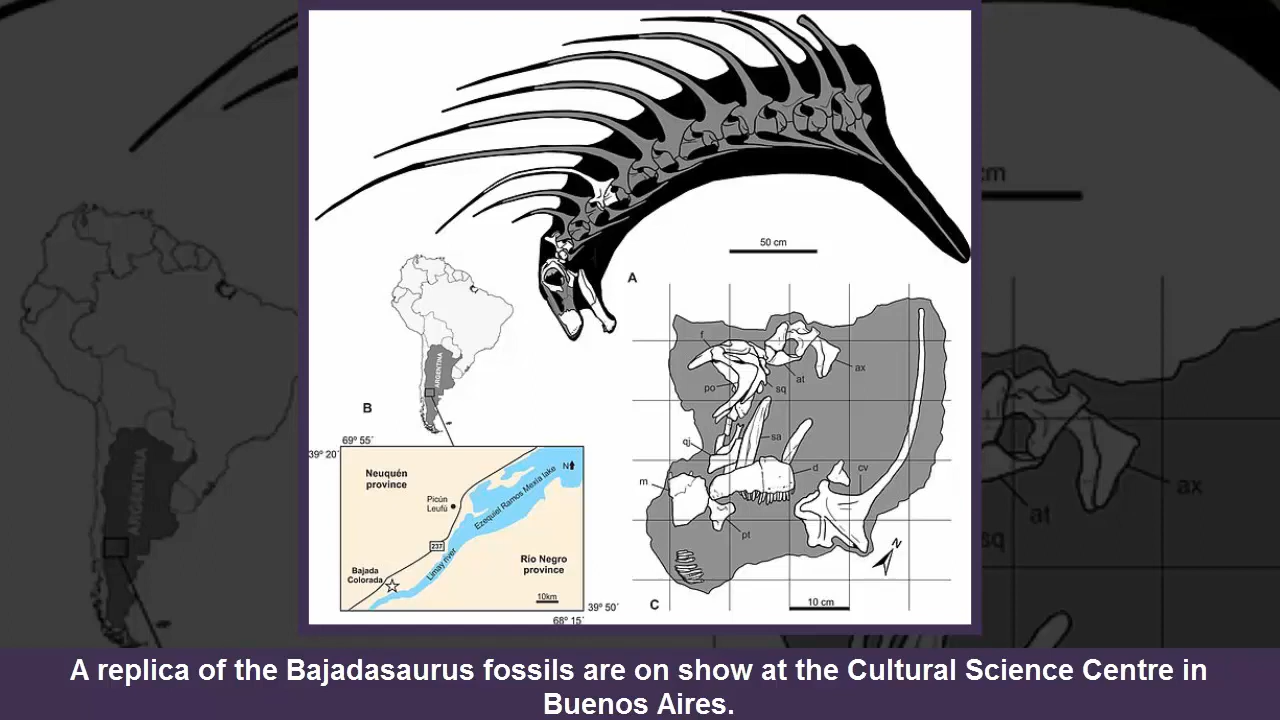 50 cm
A
ARGENTINA
B
69º 55´
39º 20´
Neuquén
province
N
Picún
Leufú
Ezequiel Ramos Mexía lake
237
Limay river
Bajada
Colorada
Río Negro
province
10km
39º 50´
68º 15´
f
at
ax
po
sq
sa
qj
m
d
cv
pt
N
C
10 cm
cm
ARGENTINA
ax
at
sq
A replica of the Bajadasaurus fossils are on show at the Cultural Science Centre in
Buenos Aires.